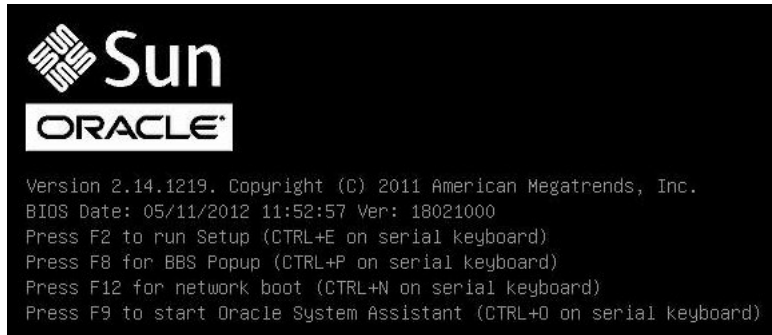 Sun
ORACLE
Version 2.14.1219. Copyright (C) 2011 American Megatrends, Inc.
BIOS Date: 05/11/2012 11:52:57 Ver: 18021000
Press F2 to run Setup (CTRL+E on serial keyboard)
Press F8 for BBS Popup (CTRL+P on serial keyboard)
Press F12 for network boot (CTRL+N on serial keyboard)
Press F9 to start Oracle System Assistant (CTRL+O on serial keyboard)